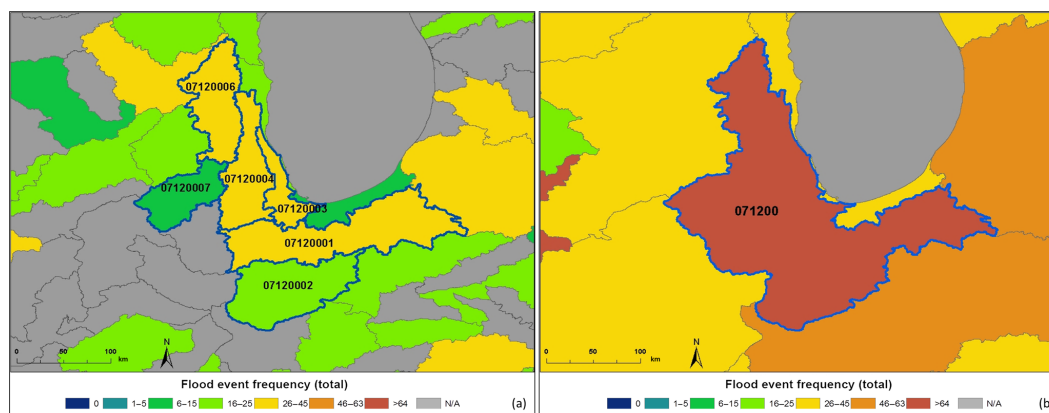 07120006
07120007
07120004
07120003
07120001
07120002
N
0 50 100
km
Flood event frequency (total)
0 1–5 6–15 16–25 26–45 46–63 >64 N/A (a)
071200
N
0 50 100
km
Flood event frequency (total)
0 1–5 6–15 16–25 26–45 46–63 >64 N/A (b)